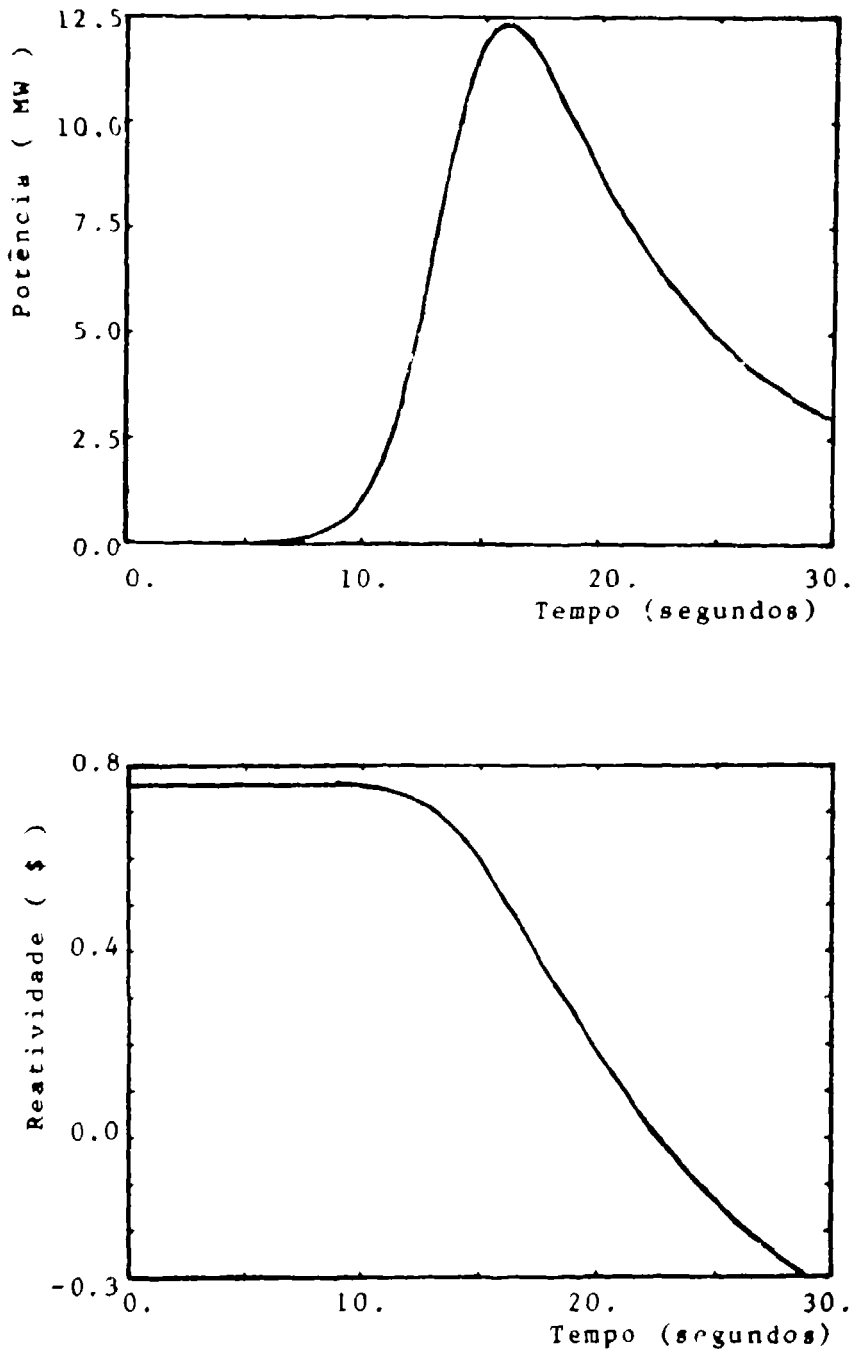 12.5
10.0
7.5
5.0
2.5
0.0
Potência ( MW )
0. 10. 20. 30.
Tempo (segundos)
0.8
0.4
0.0
-0.3
Reatividade ( $ )
0. 10. 20. 30.
Tempo (segundos)